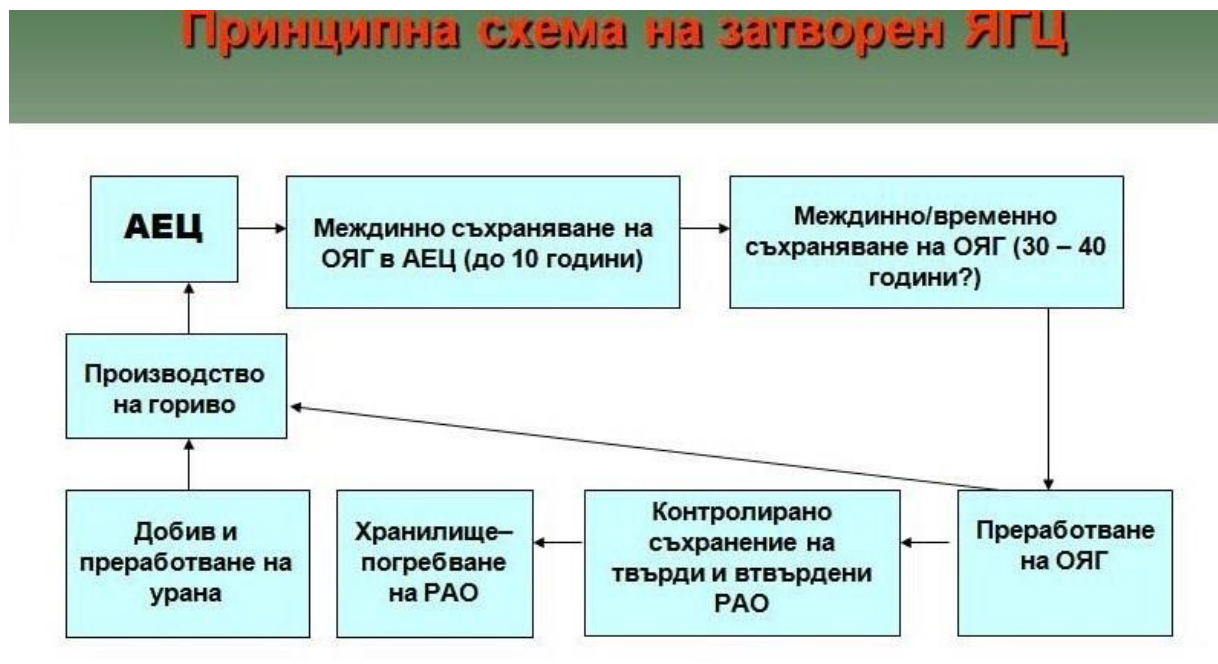 Принципна схема на затворен ЯГЦ
АЕЦ
Междинно съхраняване на
ОЯГ в АЕЦ (до 10 години)
Междинно/временно
съхраняване на ОЯГ (30 – 40
години?)
Производство
на гориво
Добив и
преработване на
урана
Хранилище–
погребване
на РАО
Контролирано
съхранение на
твърди и втвърдени
РАО
Преработване
на ОЯГ